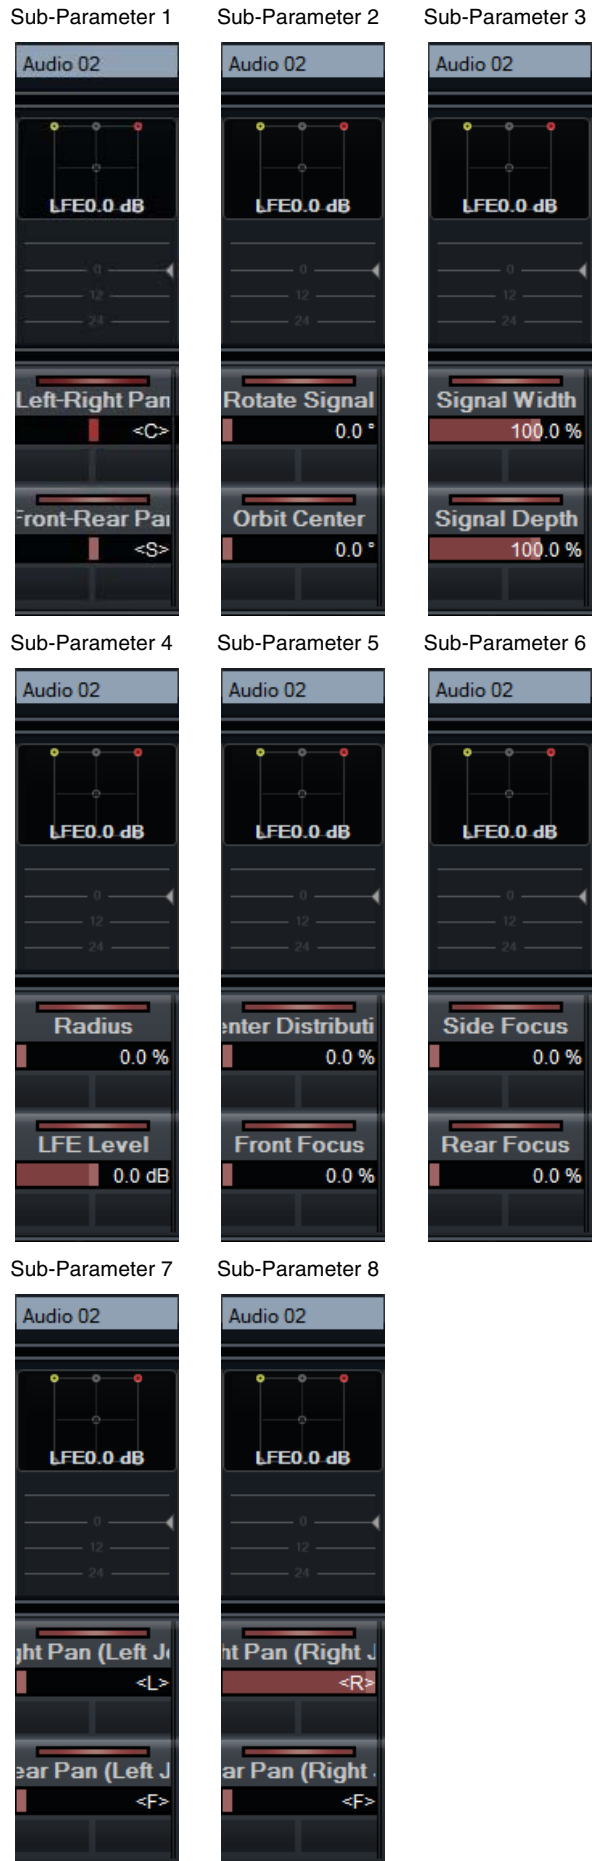 Sub-Parameter 1 Sub-Parameter 2 Sub-Parameter 3
Audio 02 Audio 02 Audio 02
LFE0.0 dB LFE0.0 dB LFE0.0 dB
0 0 0
12 12 12
24 24 24
Left-Right Pan Rotate Signal Signal Width
<C> 0.0 ° 100.0 %
Front-Rear Pa Orbit Center Signal Depth
<S> 0.0 ° 100.0 %
Sub-Parameter 4 Sub-Parameter 5 Sub-Parameter 6
Audio 02 Audio 02 Audio 02
LFE0.0 dB LFE0.0 dB LFE0.0 dB
0 0 0
12 12 12
24 24 24
Radius enter Distributi Side Focus
0.0 % 0.0 % 0.0 %
LFE Level Front Focus Rear Focus
0.0 dB 0.0 % 0.0 %
Sub-Parameter 7 Sub-Parameter 8
Audio 02 Audio 02
LFE0.0 dB LFE0.0 dB
0 0
12 12
24 24
ght Pan (Left J ht Pan (Right J
<L> <R>
ear Pan (Left J ar Pan (Right
<F> <F>